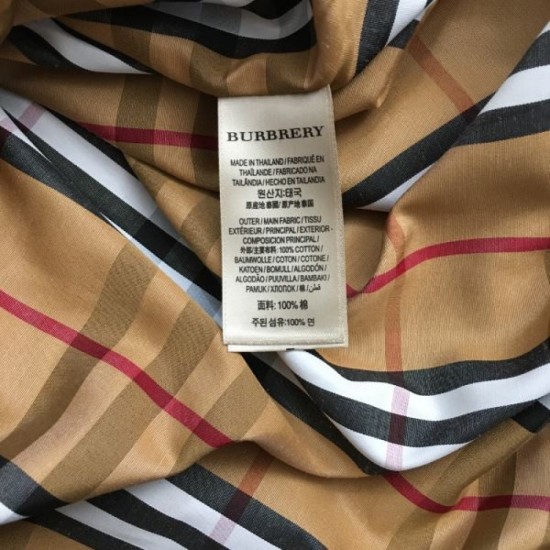 BURBRERY
MADE IN THAILAND / FABRIQUÉ EN
THAÏLANDE / FABRICADO NA
TAILÂNDIA / HECHO EN TAILANDIA
원산지:태국
原産地 泰國 / 原产地 泰国
OUTER / MAIN FABRIC / TISSU
EXTÉRIEUR / PRINCIPAL / EXTERIOR -
COMPOSICION PRINCIPAL /
外部/主要布料: 100% COTTON /
BAUMWOLLE / COTON / COTONE /
KATOEN / BOMULL / ALGODÓN /
ALGODÃO / PUUVILLA / BAMBAKI /
PAMUK / ХЛОПОК / 棉 / قطن
面料: 100% 棉
주된 섬유:100% 면